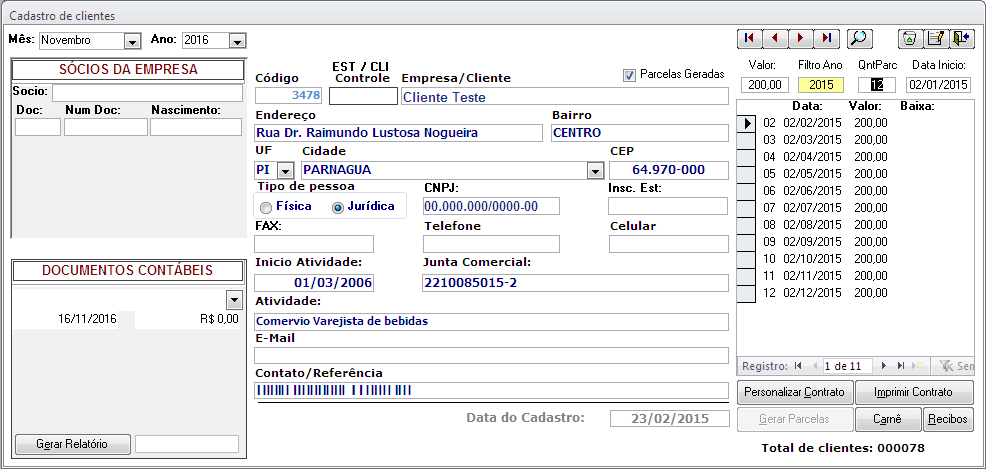 Cadastro de clientes
Mês: Novembro Ano: 2016
SÓCIOS DA EMPRESA
Socio:
Doc: Num Doc: Nascimento:
DOCUMENTOS CONTÁBEIS
16/11/2016 R$ 0,00
Gerar Relatório
EST / CLI
Código Controle Empresa/Cliente Parcelas Geradas
3478 Cliente Teste
Endereço Bairro
Rua Dr. Raimundo Lustosa Nogueira CENTRO
UF Cidade CEP
PI PARNAGUA 64.970-000
Tipo de pessoa CNPJ: Insc. Est:
Física Jurídica 00.000.000/0000-00
FAX: Telefone Celular
Inicio Atividade: Junta Comercial:
01/03/2006 2210085015-2
Atividade:
Comervio Varejista de bebidas
E-Mail
Contato/Referência
Data do Cadastro: 23/02/2015
Valor: Filtro Ano QntParc Data Inicio:
200,00 2015 12 02/01/2015
Data: Valor: Baixa:
02 02/02/2015 200,00
03 02/03/2015 200,00
04 02/04/2015 200,00
05 02/05/2015 200,00
06 02/06/2015 200,00
07 02/07/2015 200,00
08 02/08/2015 200,00
09 02/09/2015 200,00
10 02/10/2015 200,00
11 02/11/2015 200,00
12 02/12/2015 200,00
Registro: 1 de 11 Sen
Personalizar Contrato Imprimir Contrato
Gerar Parcelas Carnê Recibos
Total de clientes: 000078